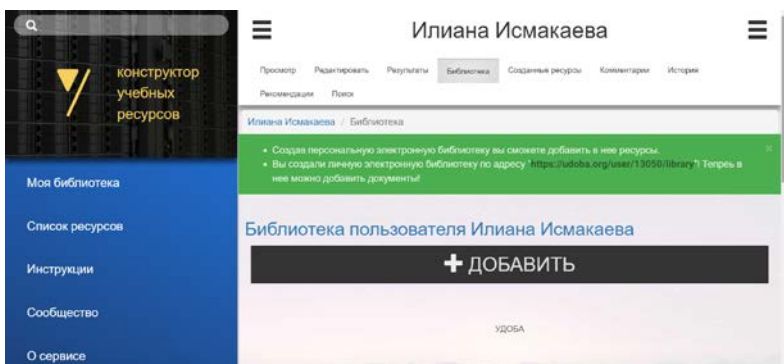 конструктор
учебных
ресурсов
Моя библиотека
Список ресурсов
Инструкции
Сообщество
О сервисе
Илиана Исмакаева
Просмотр Редактировать Результаты Библиотека Созданные ресурсы Комментарии История
Рекомендации Поиск
Илиана Исмакаева / Библиотека
Создав персональную электронную библиотеку вы сможете добавить в нее ресурсы.
Вы создали личную электронную библиотеку по адресу "https://udoba.org/user/13050/library"! Тепреь в
нее можно добавить документы!
Библиотека пользователя Илиана Исмакаева
+ ДОБАВИТЬ
УДОБА